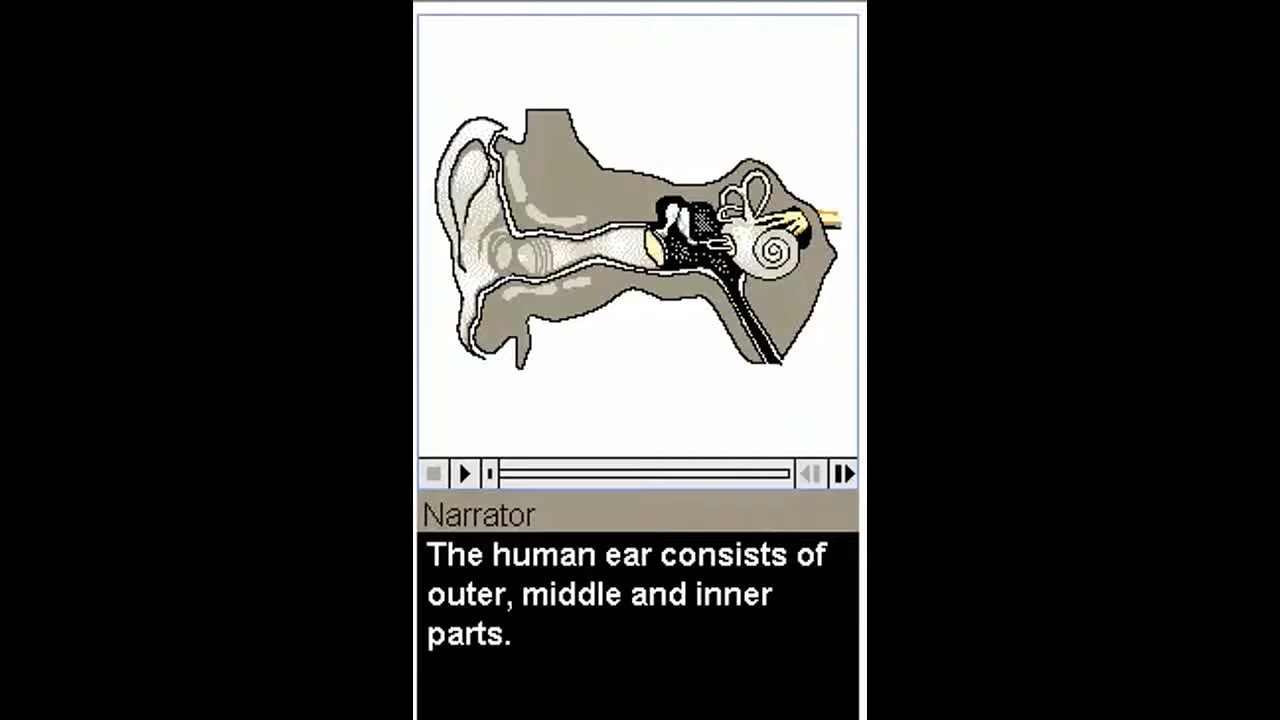 Narrator
The human ear consists of
outer, middle and inner
parts.